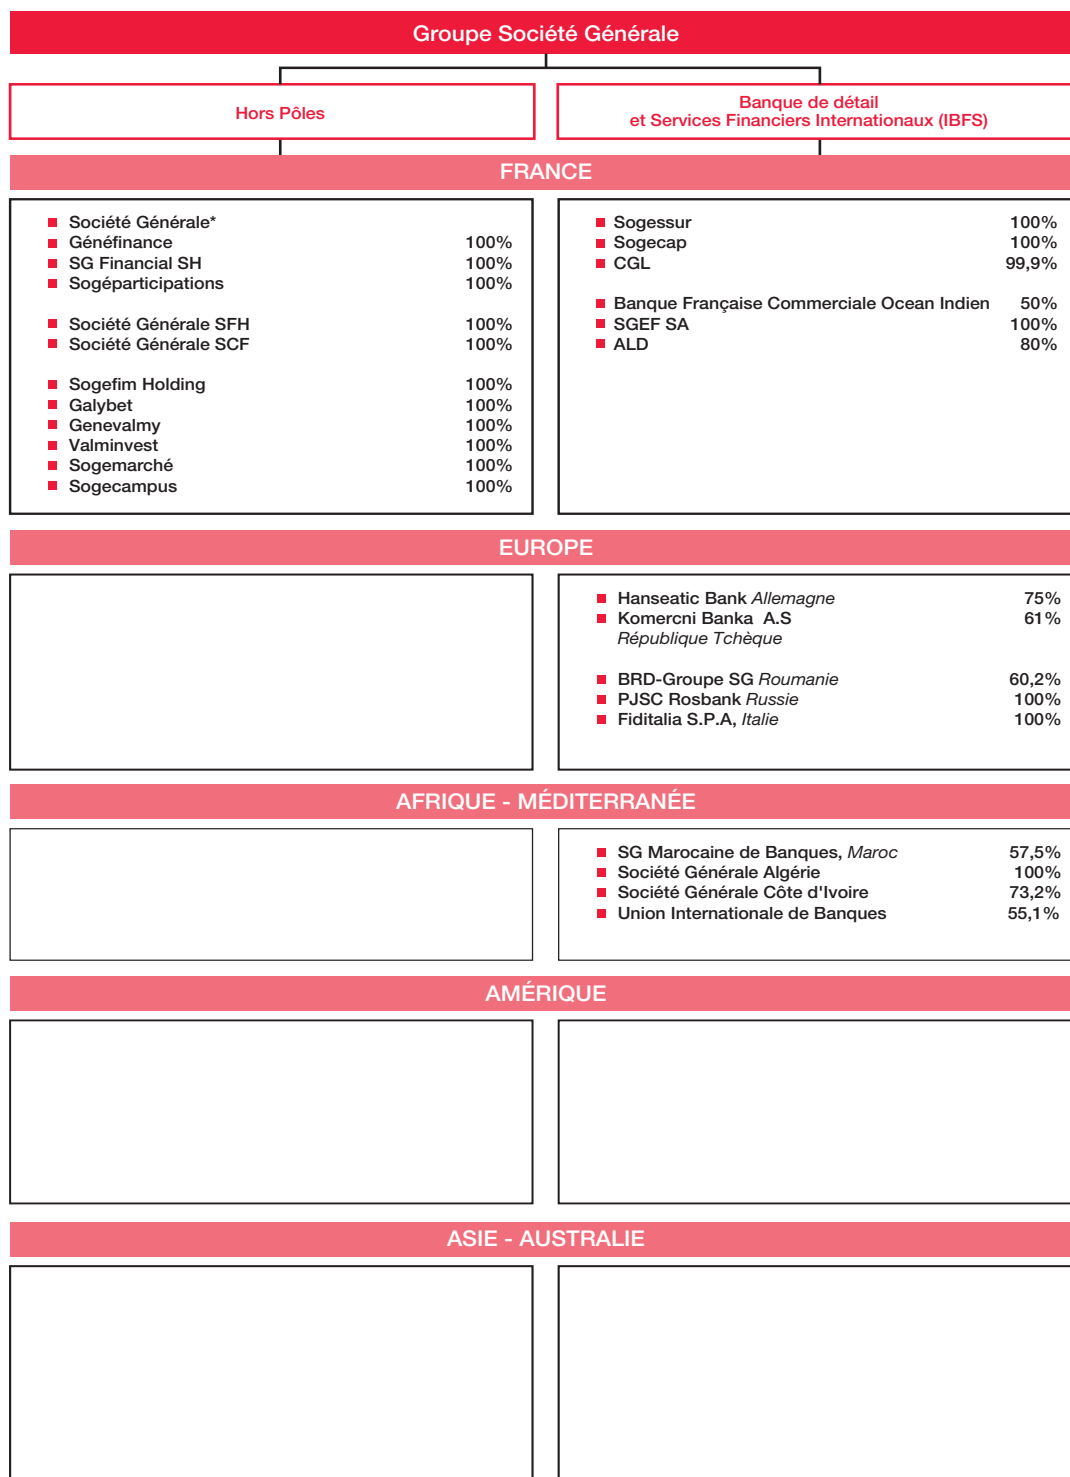 Groupe Société Générale
Hors Pôles
Banque de détail
et Services Financiers Internaux (IBFS)
FRANCE
Société Générale*
Généfinance 100%
SG Financial SH 100%
Sogéparticipations 100%
Société Générale SFH 100%
Société Générale SCF 100%
Sogefim Holding 100%
Galybet 100%
Genevalmy 100%
Valminvest 100%
Sogemarché 100%
Sogecampus 100%
Sogessur 100%
Sogecap 100%
CGL 99,9%
Banque Française Commerciale Ocean Indien 50%
SGEF SA 100%
ALD 80%
EUROPE
Hanseatic Bank Allemagne 75%
Komercni Banka A.S 61%
République Tchèque
BRD-Groupe SG Roumanie 60,2%
PJSC Rosbank Russie 100%
Fiditalia S.P.A, Italie 100%
AFRIQUE - MÉDITERRANÉE
SG Marocaine de Banques, Maroc 57,5%
Société Générale Algérie 100%
Société Générale Côte d'Ivoire 73,2%
Union Internationale de Banques 55,1%
AMÉRIQUE
ASIE - AUSTRALIE